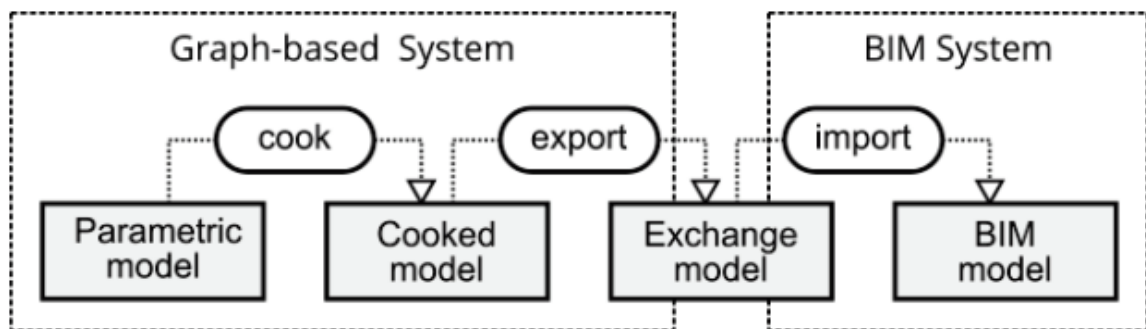 Graph-based System
BIM System
cook
export
import
Parametric
model
Cooked
model
Exchange
model
BIM
model